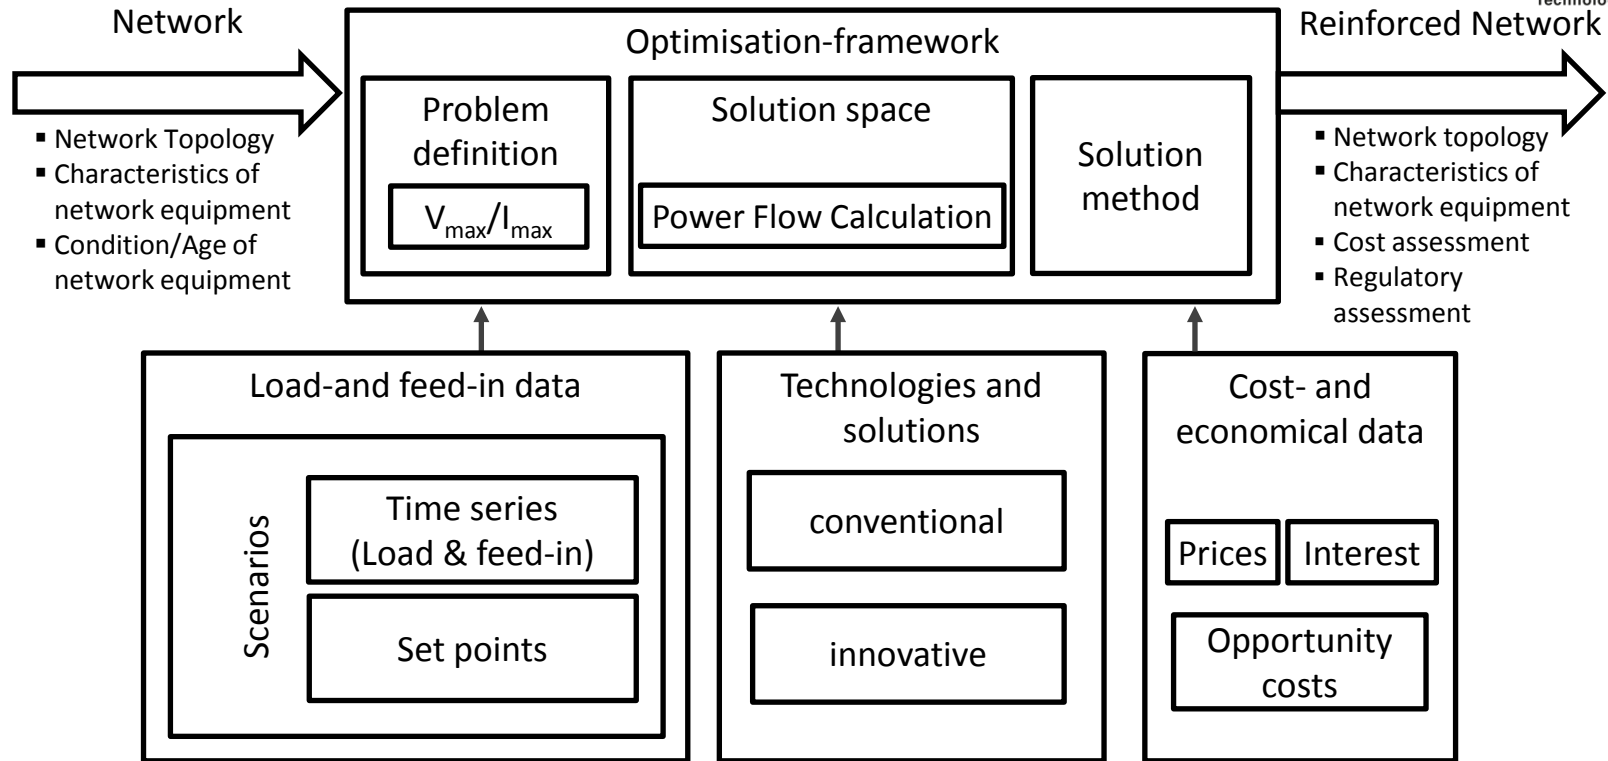 Technolo
Network
Optimisation-framework
Reinforced Network
Problem
definition
Vmax/Imax
Solution space
Power Flow Calculation
Solution
method
▪ Network Topology
▪ Characteristics of
network equipment
▪ Condition/Age of
network equipment
▪ Network topology
▪ Characteristics of
network equipment
▪ Cost assessment
▪ Regulatory
assessment
Load-and feed-in data
Scenarios
Time series
(Load & feed-in)
Set points
Technologies and
solutions
conventional
innovative
Cost- and
economical data
Prices
Interest
Opportunity
costs